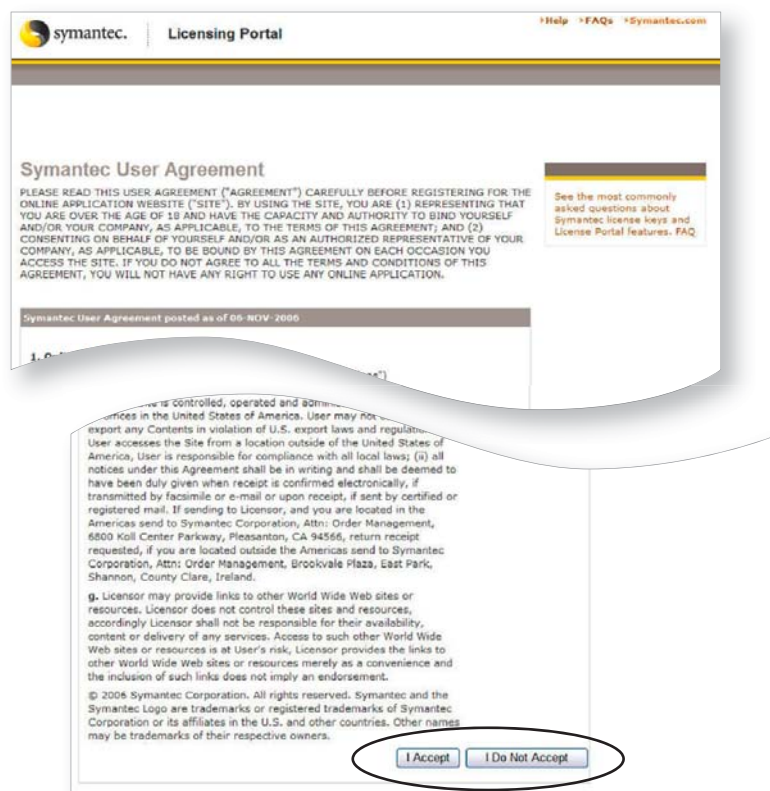 symantec. Licensing Portal
Help FAQs Symantec.com
Symantec User Agreement
PLEASE READ THIS USER AGREEMENT ("AGREEMENT") CAREFULLY BEFORE REGISTERING FOR THE
ONLINE APPLICATION WEBSITE ("SITE"). BY USING THE SITE, YOU ARE (1) REPRESENTING THAT
YOU ARE OVER THE AGE OF 18 AND HAVE THE CAPACITY AND AUTHORITY TO BIND YOURSELF
AND/OR YOUR COMPANY, AS APPLICABLE, TO THE TERMS OF THIS AGREEMENT; AND (2)
CONSENTING ON BEHALF OF YOURSELF AND/OR AS AN AUTHORIZED REPRESENTATIVE OF YOUR
COMPANY, AS APPLICABLE, TO BE BOUND BY THIS AGREEMENT ON EACH OCCASION YOU
ACCESS THE SITE. IF YOU DO NOT AGREE TO ALL THE TERMS AND CONDITIONS OF THIS
AGREEMENT, YOU WILL NOT HAVE ANY RIGHT TO USE ANY ONLINE APPLICATION.
See the most commonly
asked questions about
Symantec license keys and
License Portal features. FAQ
Symantec User Agreement posted as of 06-NOV-2006
1.
is controlled, operated and
offices in the United States of America. User may not
export any Contents in violation of U.S. export laws and
User accesses the Site from a location outside of the United States of
America, User is responsible for compliance with all local laws; (ii) all
notices under this Agreement shall be in writing and shall be deemed to
have been duly given when receipt is confirmed electronically, if
transmitted by facsimile or e-mail or upon receipt, if sent by certified or
registered mail. If sending to Licensor, and you are located in the
Americas send to Symantec Corporation, Attn: Order Management,
6800 Koll Center Parkway, Pleasanton, CA 94566, return receipt
requested, if you are located outside the Americas send to Symantec
Corporation, Attn: Order Management, Brookvale Plaza, East Park,
Shannon, County Clare, Ireland.
g. Licensor may provide links to other World Wide Web sites or
resources. Licensor does not control these sites and resources,
accordingly Licensor shall not be responsible for their availability,
content or delivery of any services. Access to such other World Wide
Web sites or resources is at User's risk, Licensor provides the links to
other World Wide Web sites or resources merely as a convenience and
the inclusion of such links does not imply an endorsement.
© 2006 Symantec Corporation. All rights reserved. Symantec and the
Symantec Logo are trademarks or registered trademarks of Symantec
Corporation or its affiliates in the U.S. and other countries. Other names
may be trademarks of their respective owners.
I Accept I Do Not Accept